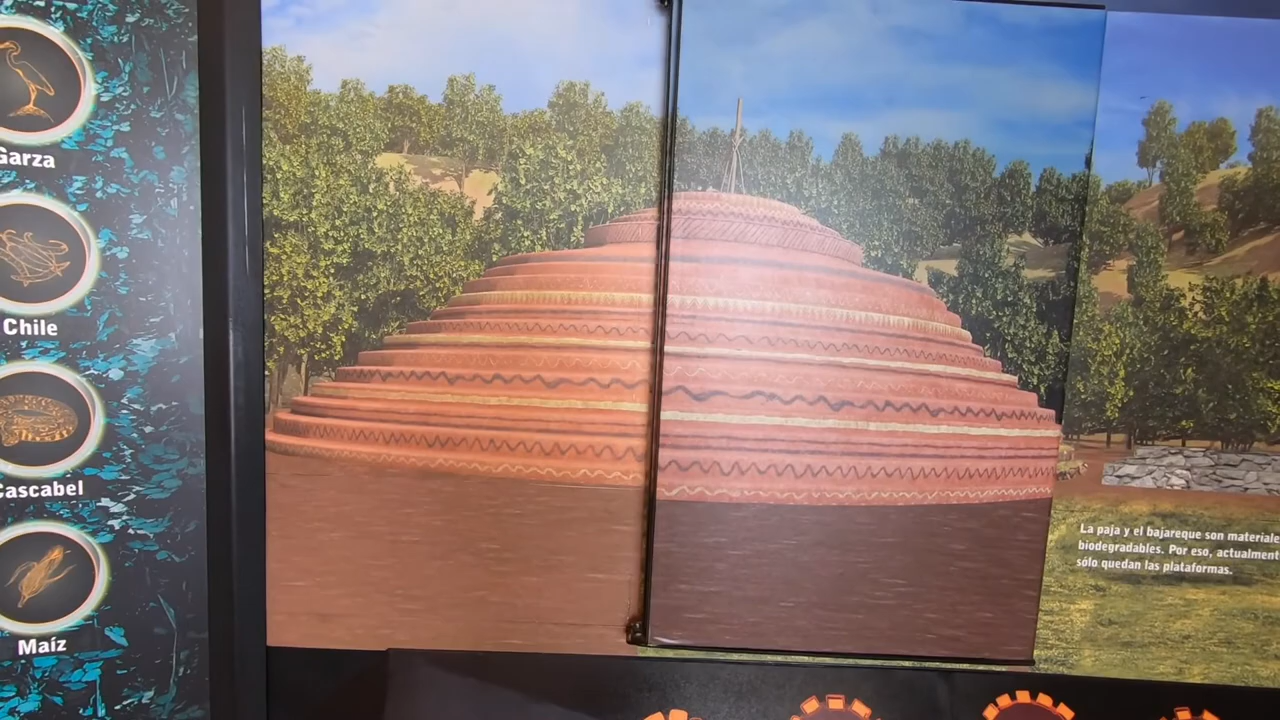 Garza
Chile
Cascabel
Maíz
La paja y el bajareque son materiale
biodegradables. Por eso, actualment
sólo quedan las plataformas.